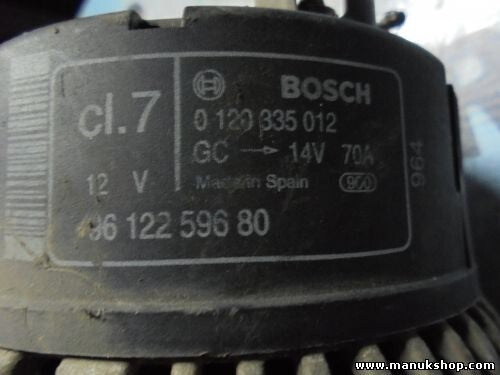 BOSCH
cl.7
0 120 335 012
GC → 14V 70A
12 V
Made in Spain
900
96 122 596 80
964
www.manukshop.com